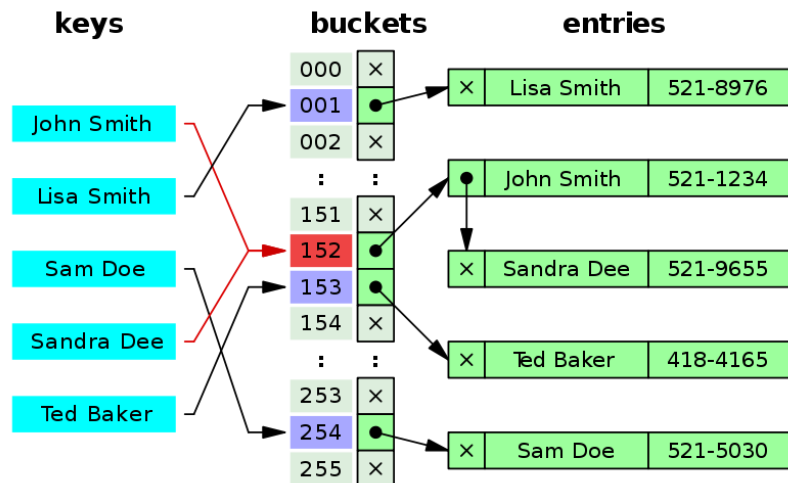 keys
buckets
entries
John Smith
Lisa Smith
Sam Doe
Sandra Dee
Ted Baker
000 ×
001
002 ×
: :
151 ×
152
153
154 ×
: :
253 ×
254
255 ×
× Lisa Smith 521-8976
John Smith 521-1234
× Sandra Dee 521-9655
× Ted Baker 418-4165
× Sam Doe 521-5030